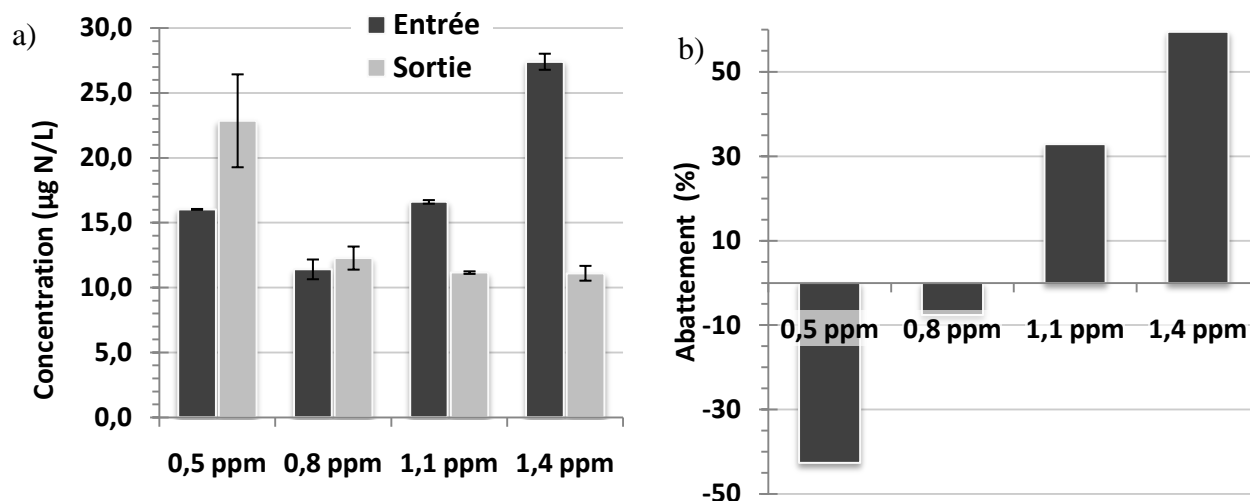 a)
Entrée
Sortie
Concentration (µg N/L)
30,0
25,0
20,0
15,0
10,0
5,0
0,0
0,5 ppm 0,8 ppm 1,1 ppm 1,4 ppm
b)
Abattement (%)
50
30
10
-10
-30
-50
0,5 ppm 0,8 ppm 1,1 ppm 1,4 ppm